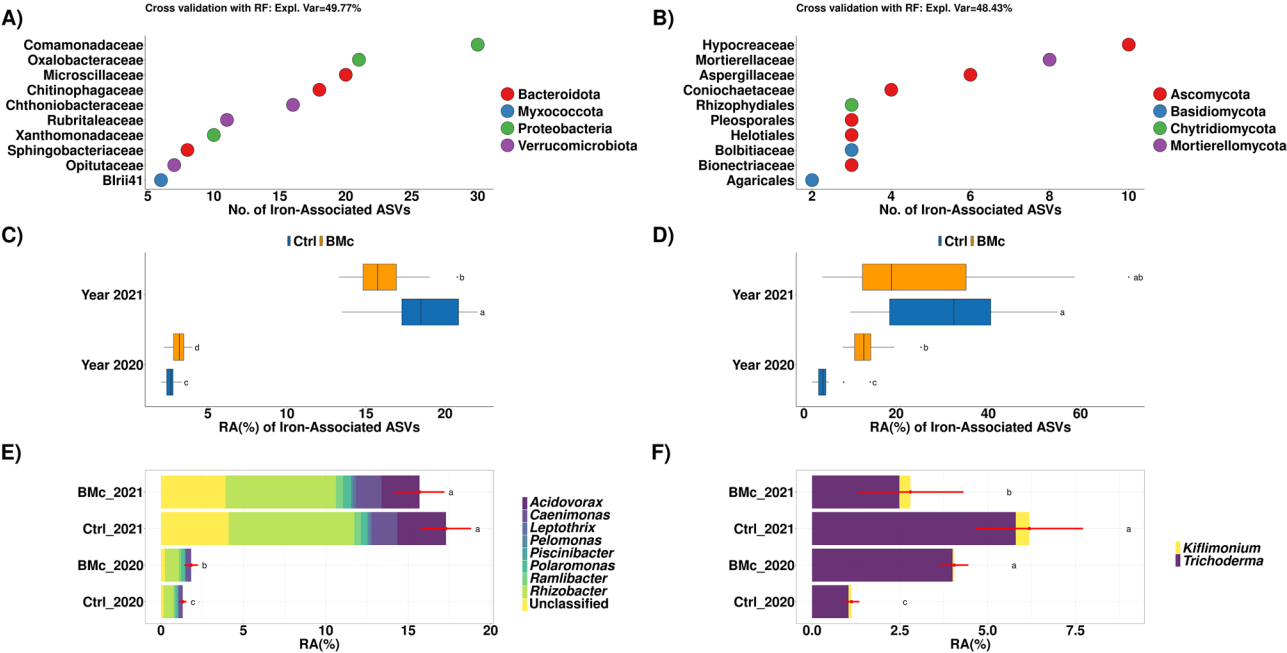 Cross validation with RF: Expl. Var=49.77%
A)
Comamonadaceae
Oxalobacteraceae
Microscillaceae
Chitinophagaceae
Chthoniobacteraceae
Rubritaleaceae
Xanthomonadaceae
Sphingobacteriaceae
Opitutaceae
BIrii41
5 10 15 20 25 30
No. of Iron-Associated ASVs
Bacteroidota
Myxococcota
Proteobacteria
Verrucomicrobiota
Cross validation with RF: Expl. Var=48.43%
B)
Hypocreaceae
Mortierellaceae
Aspergillaceae
Coniochaetaceae
Rhizophydiales
Pleosporales
Helotiales
Bolbitiaceae
Bionectriaceae
Agaricales
2 4 6 8 10
No. of Iron-Associated ASVs
Ascomycota
Basidiomycota
Chytridiomycota
Mortierellomycota
C)
Ctrl BMc
Year 2021
Year 2020
b
a
d
c
5 10 15 20
RA(%) of Iron-Associated ASVs
D)
Ctrl BMc
Year 2021
Year 2020
ab
a
b
c
0 20 40 60
RA(%) of Iron-Associated ASVs
E)
BMc_2021
Ctrl_2021
BMc_2020
Ctrl_2020
a
a
b
c
0 5 10 15 20
RA(%)
Acidovorax
Caenimonas
Leptothrix
Pelomonas
Piscinibacter
Polaromonas
Ramlibacter
Rhizobacter
Unclassified
F)
BMc_2021
Ctrl_2021
BMc_2020
Ctrl_2020
b
a
a
c
0.0 2.5 5.0 7.5
RA(%)
Kiflimonium
Trichoderma